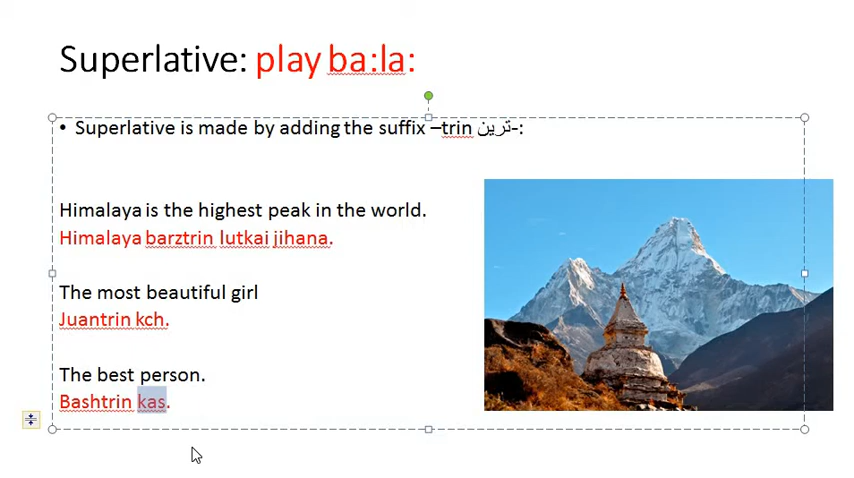 Superlative: play ba:la:
• Superlative is made by adding the suffix –trin ترین-:
Himalaya is the highest peak in the world.
Himalaya barztrin lutkai jihana.
The most beautiful girl
Juantrin kch.
The best person.
Bashtrin kas.